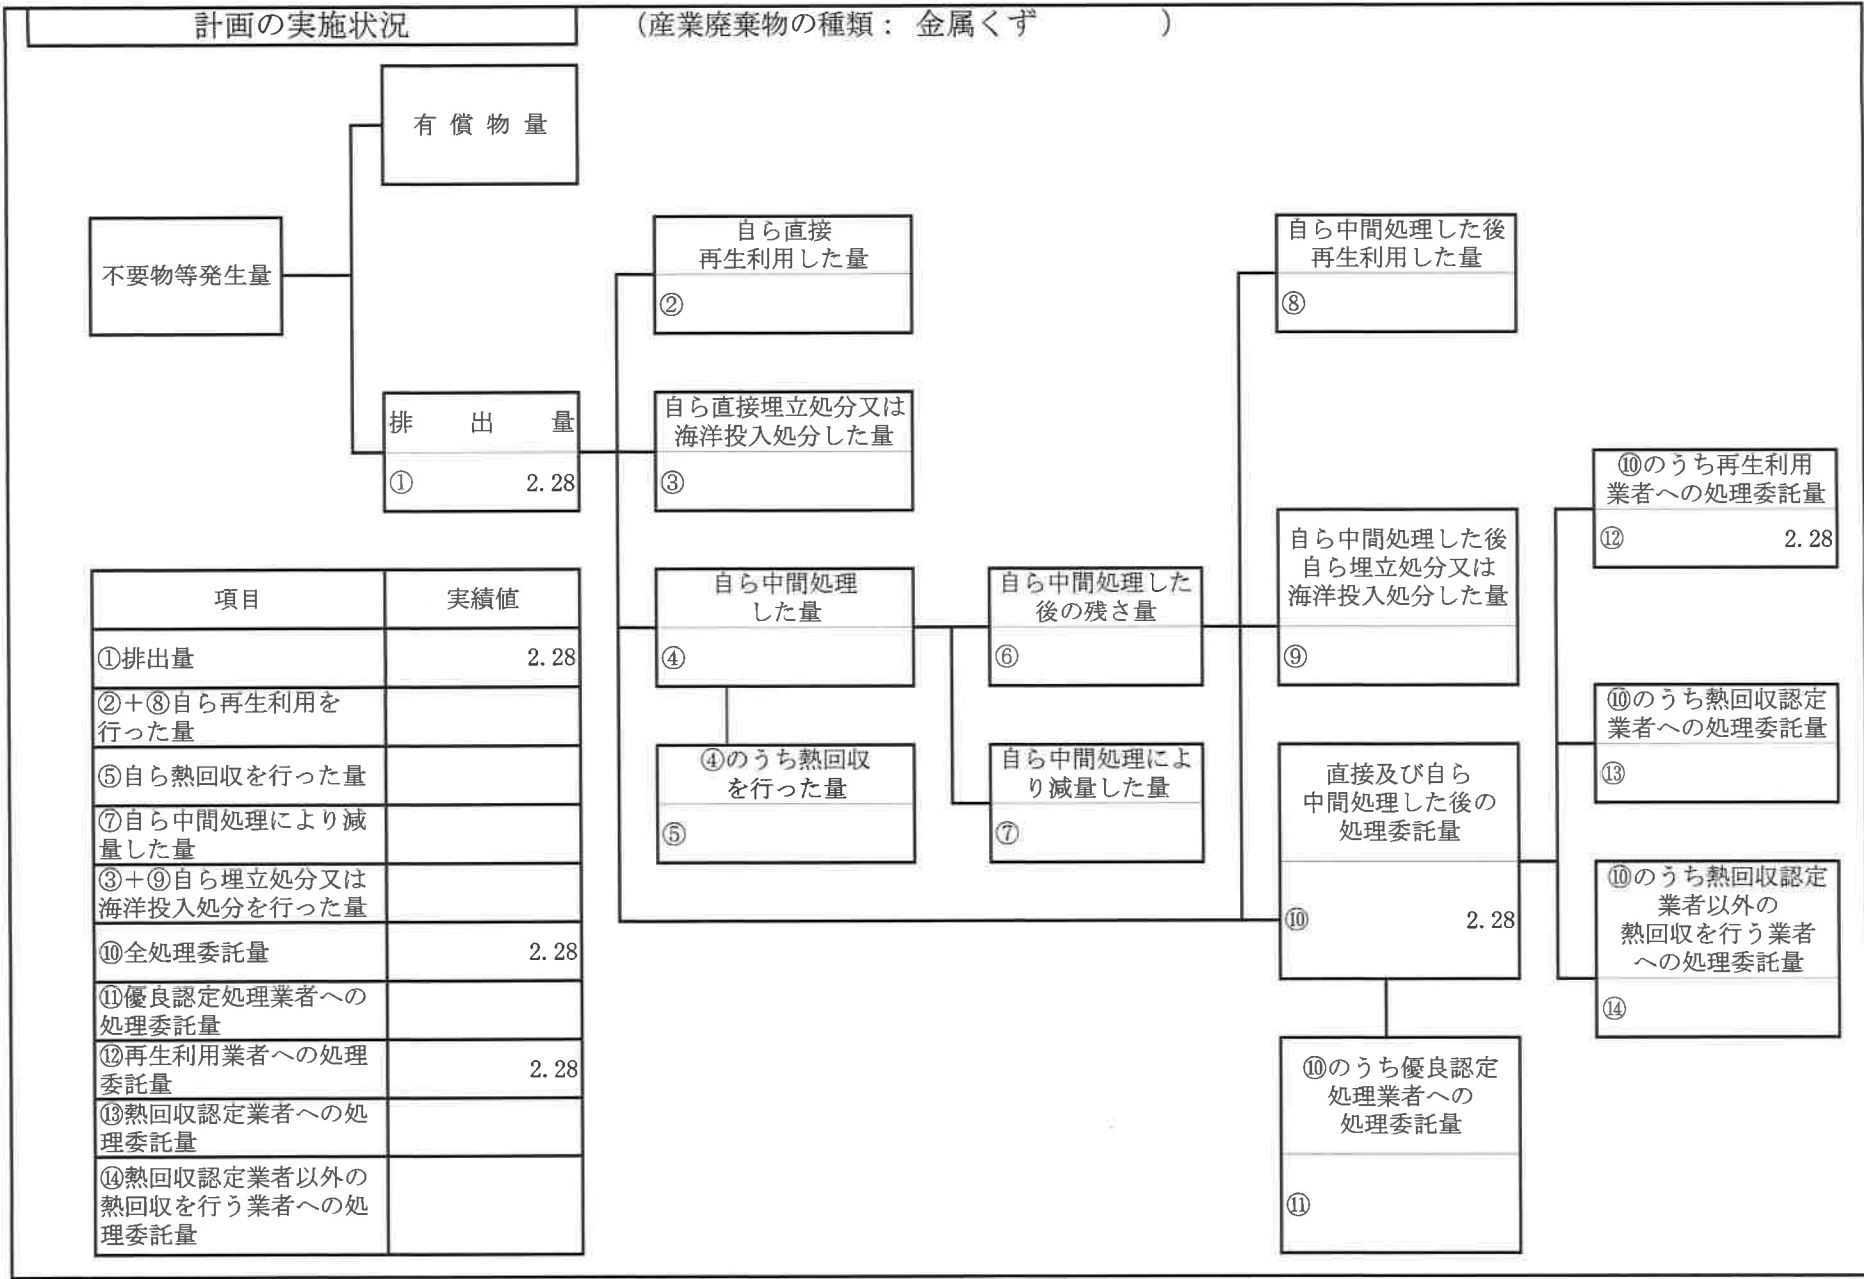 計画の実施状況
（産業廃棄物の種類： 金属くず ）
有 償 物 量
不要物等発生量
排 出 量
① 2.28
自ら直接
再生利用した量
②
自ら直接埋立処分又は
海洋投入処分した量
③
自ら中間処理
した量
④
④のうち熱回収
を行った量
⑤
自ら中間処理した
後の残さ量
⑥
自ら中間処理によ
り減量した量
⑦
自ら中間処理した後
再生利用した量
⑧
自ら中間処理した後
自ら埋立処分又は
海洋投入処分した量
⑨
直接及び自ら
中間処理した後の
処理委託量
⑩ 2.28
⑩のうち優良認定
処理業者への
処理委託量
⑪
⑩のうち再生利用
業者への処理委託量
⑫ 2.28
⑩のうち熱回収認定
業者への処理委託量
⑬
⑩のうち熱回収認定
業者以外の
熱回収を行う業者
への処理委託量
⑭
項目 実績値
①排出量 2.28
②＋⑧自ら再生利用を
行った量
⑤自ら熱回収を行った量
⑦自ら中間処理により減
量した量
③＋⑨自ら埋立処分又は
海洋投入処分を行った量
⑩全処理委託量 2.28
⑪優良認定処理業者への
処理委託量
⑫再生利用業者への処理
委託量 2.28
⑬熱回収認定業者への処
理委託量
⑭熱回収認定業者以外の
熱回収を行う業者への処
理委託量